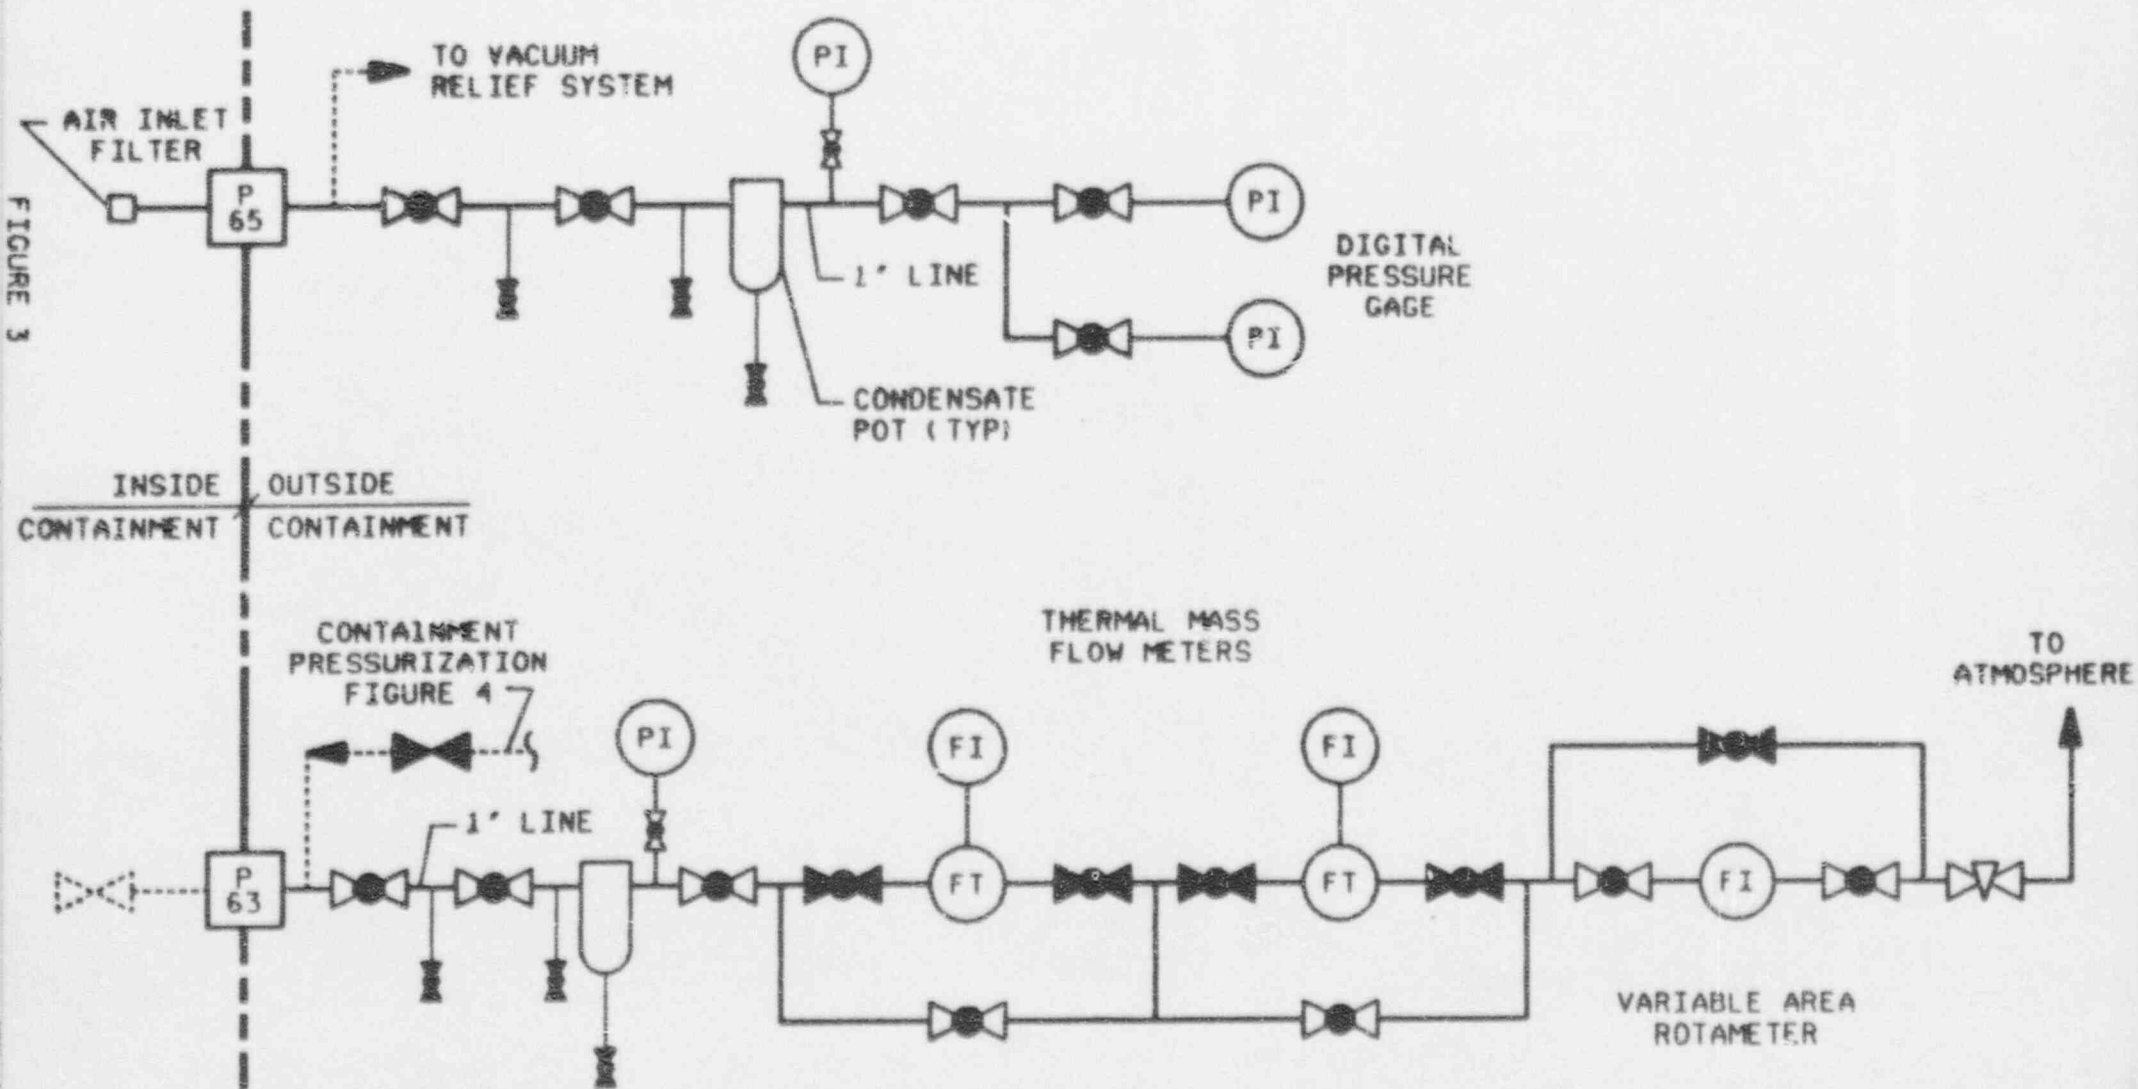 FIGURE 3
TO VACUUM
RELIEF SYSTEM
PI
AIR INLET
FILTER
P
65
PI
DIGITAL
PRESSURE
GAGE
1" LINE
PI
CONDENSATE
POT (TYP)
INSIDE
CONTAINMENT
OUTSIDE
CONTAINMENT
CONTAINMENT
PRESSURIZATION
FIGURE 4
THERMAL MASS
FLOW METERS
TO
ATMOSPHERE
PI
FI
FI
1" LINE
P
63
FT
FT
FI
VARIABLE AREA
ROTAMETER